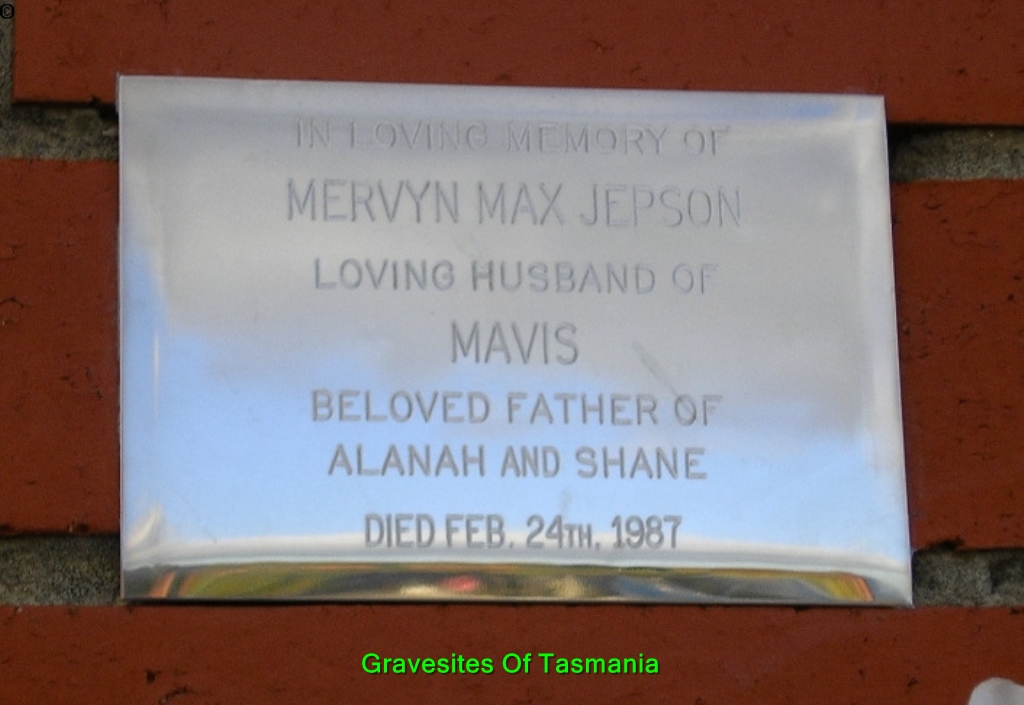 ©
IN LOVING MEMORY OF
MERVYN MAX JEPSON
LOVING HUSBAND OF
MAVIS
BELOVED FATHER OF
ALANAH AND SHANE
DIED FEB. 24TH. 1987
Gravesites Of Tasmania